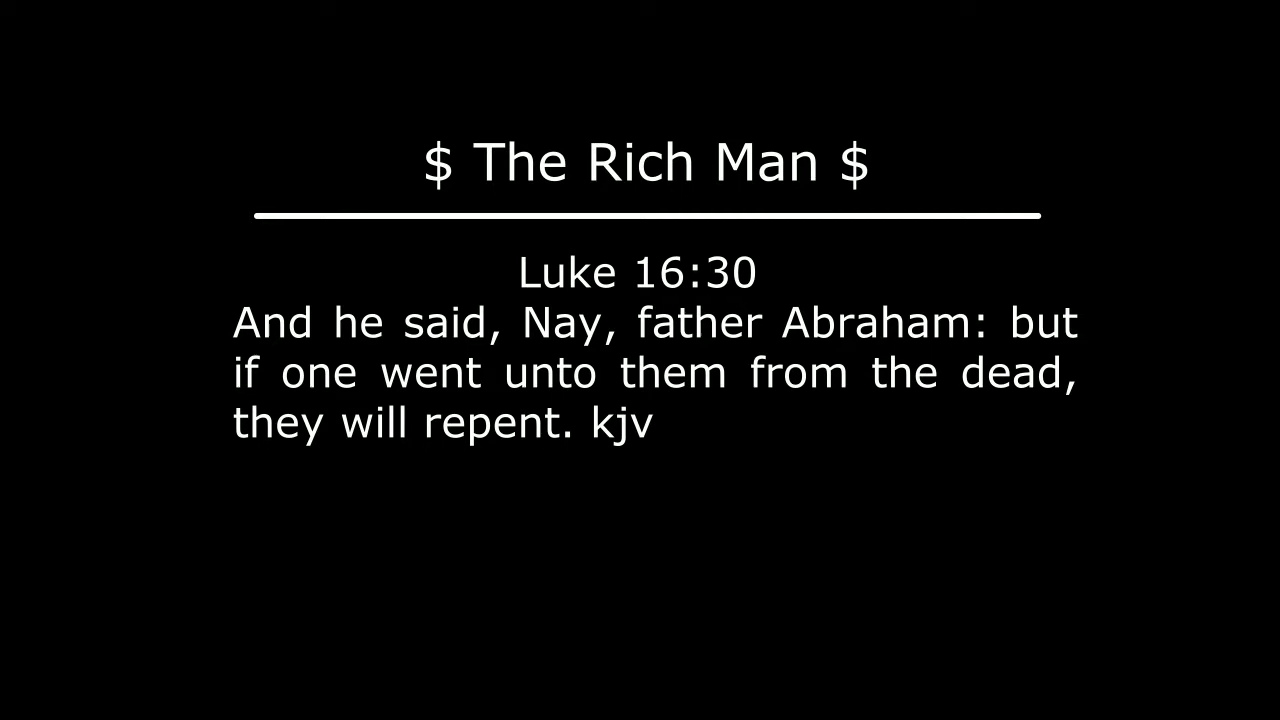 $ The Rich Man $
Luke 16:30
And he said, Nay, father Abraham: but
if one went unto them from the dead,
they will repent. kjv